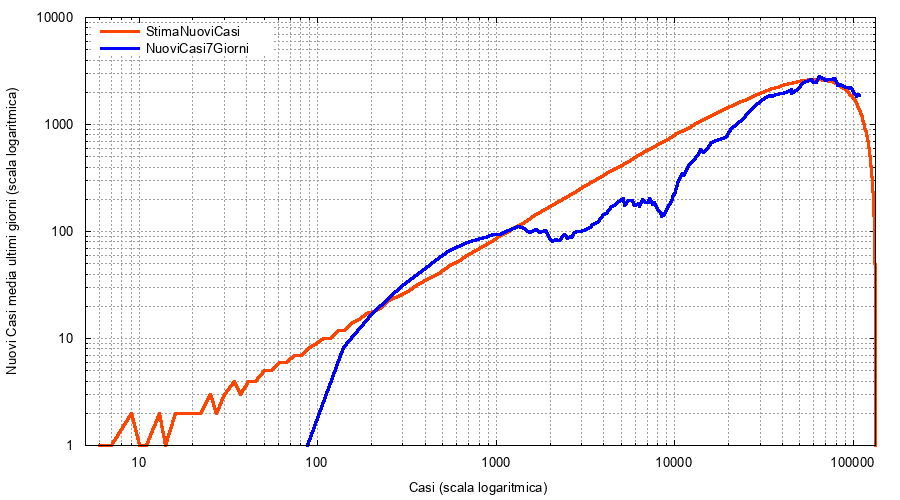 10000
StimaNuoviCasi
NuoviCasi7Giorni
1000
100
10
1
Nuovi Casi media ultimi giorni (scala logaritmica)
10 100 1000 10000 100000
Casi (scala logaritmica)